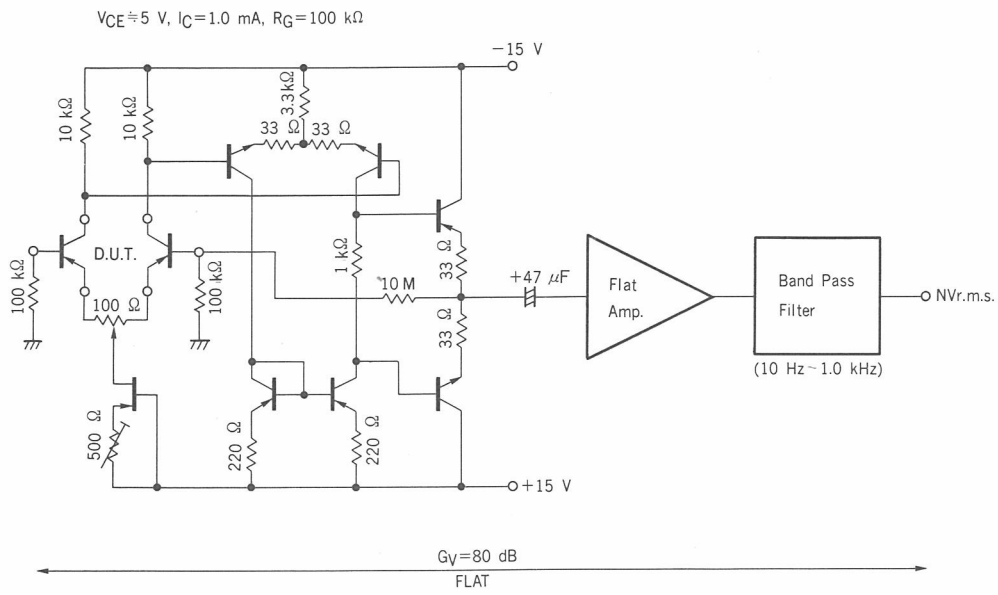 VCE≒5 V, IC=1.0 mA, RG=100 kΩ
−15 V
10 kΩ
10 kΩ
3.3kΩ
33 Ω
33 Ω
D.U.T.
100 kΩ
100 kΩ
100 Ω
1 kΩ
10 M
33 Ω
33 Ω
+47 μF
Flat
Amp.
Band Pass
Filter
NVr.m.s.
(10 Hz~1.0 kHz)
500 Ω
220 Ω
220 Ω
+15 V
GV=80 dB
FLAT